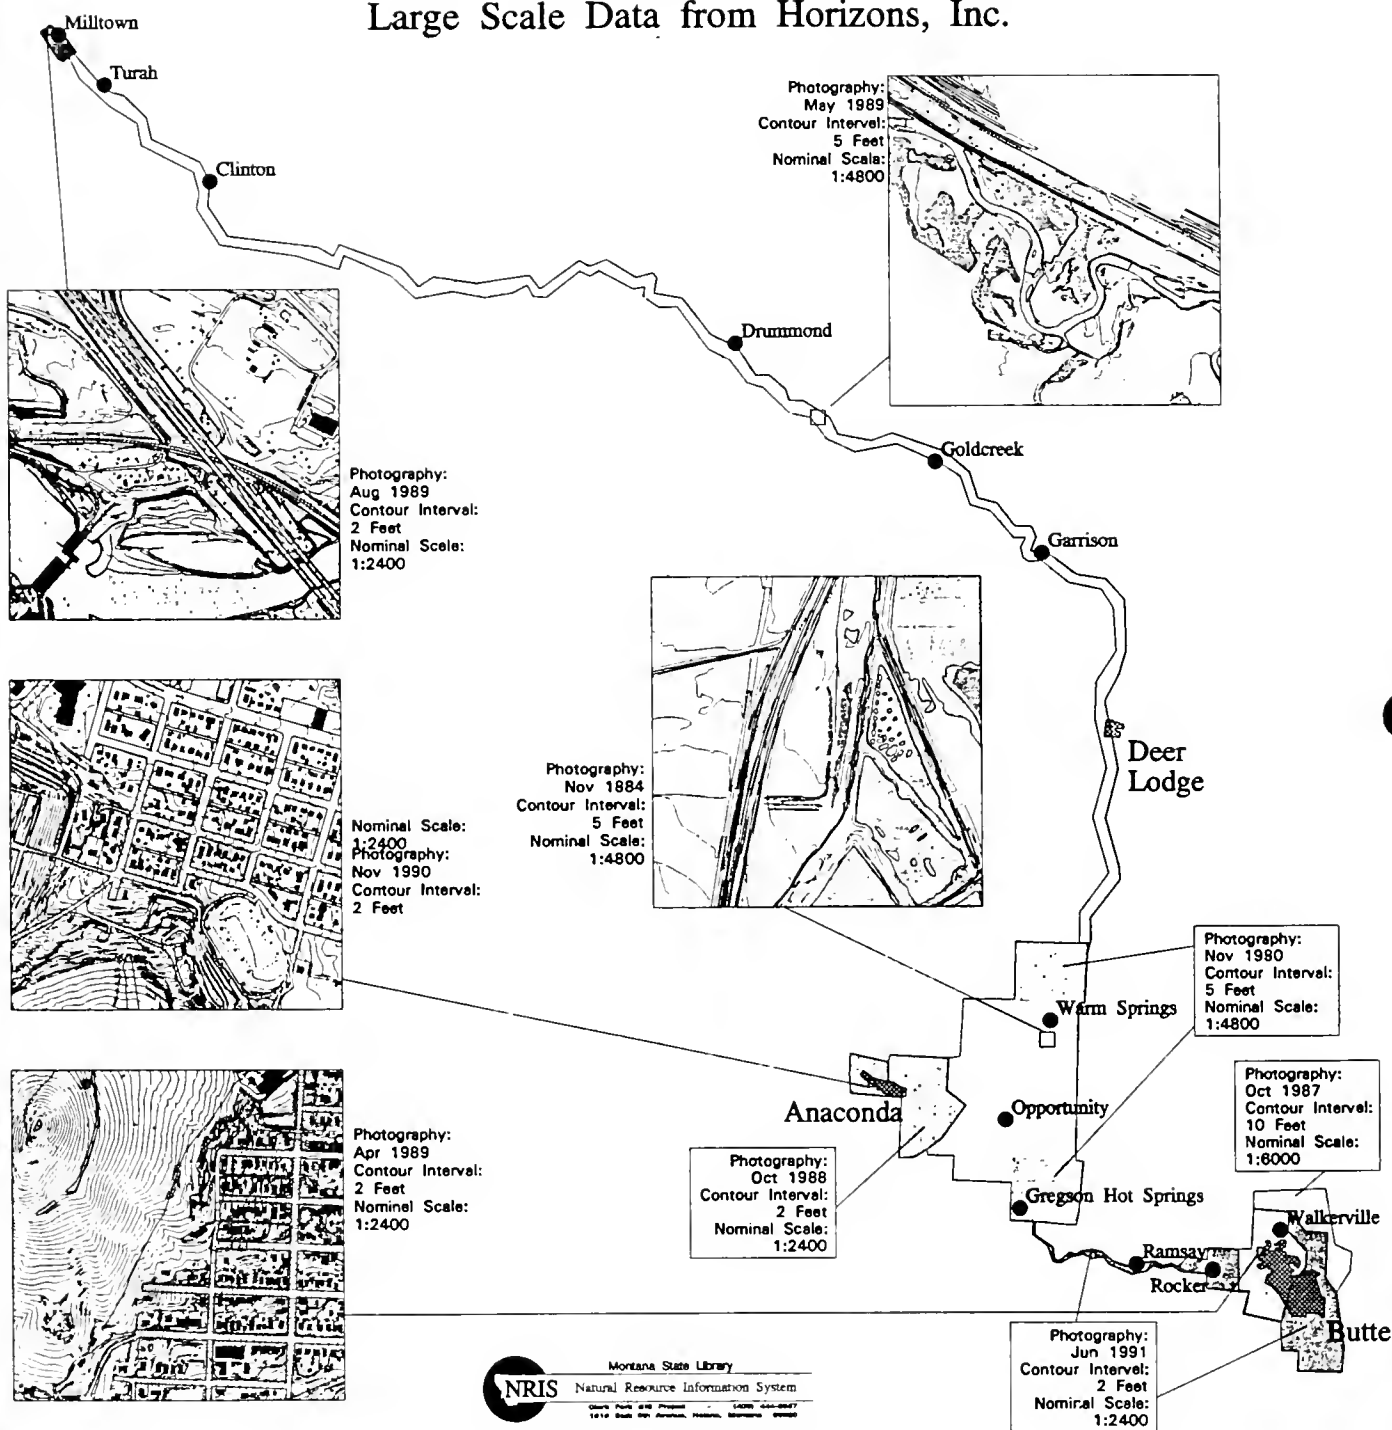 Large Scale Data from Horizons, Inc.
Milltown
Turah
Clinton
Photography:
May 1989
Contour Interval:
5 Feet
Nominal Scale:
1:4800
Drummond
Goldcreek
Garrison
Photography:
Aug 1989
Contour Interval:
2 Feet
Nominal Scale:
1:2400
Deer
Lodge
Photography:
Nov 1884
Contour Interval:
5 Feet
Nominal Scale:
1:4800
Nominal Scale:
1:2400
Photography:
Nov 1990
Contour Interval:
2 Feet
Photography:
Nov 1980
Contour Interval:
5 Feet
Nominal Scale:
1:4800
Warm Springs
Anaconda
Opportunity
Photography:
Oct 1987
Contour Interval:
10 Feet
Nominal Scale:
1:6000
Photography:
Apr 1989
Contour Interval:
2 Feet
Nominal Scale:
1:2400
Photography:
Oct 1988
Contour Interval:
2 Feet
Nominal Scale:
1:2400
Gregson Hot Springs
Walkerville
Ramsay
Rocker
Butte
Photography:
Jun 1991
Contour Interval:
2 Feet
Nominal Scale:
1:2400
NRIS
Montana State Library
Natural Resource Information System